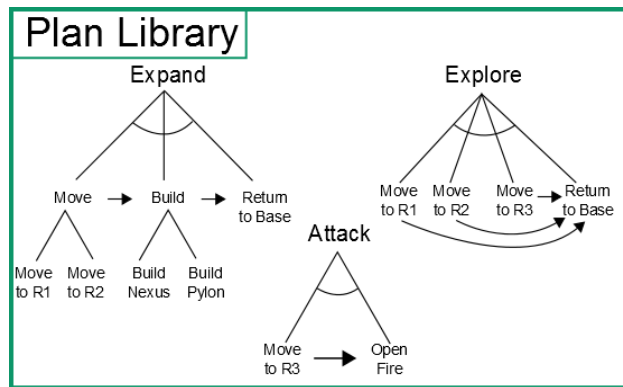 Plan Library
Expand
Explore
Move
Build
Return
to Base
Move
to R1
Move
to R2
Move
to R3
Return
to Base
Attack
Move
to R1
Move
to R2
Build
Nexus
Build
Pylon
Move
to R3
Open
Fire